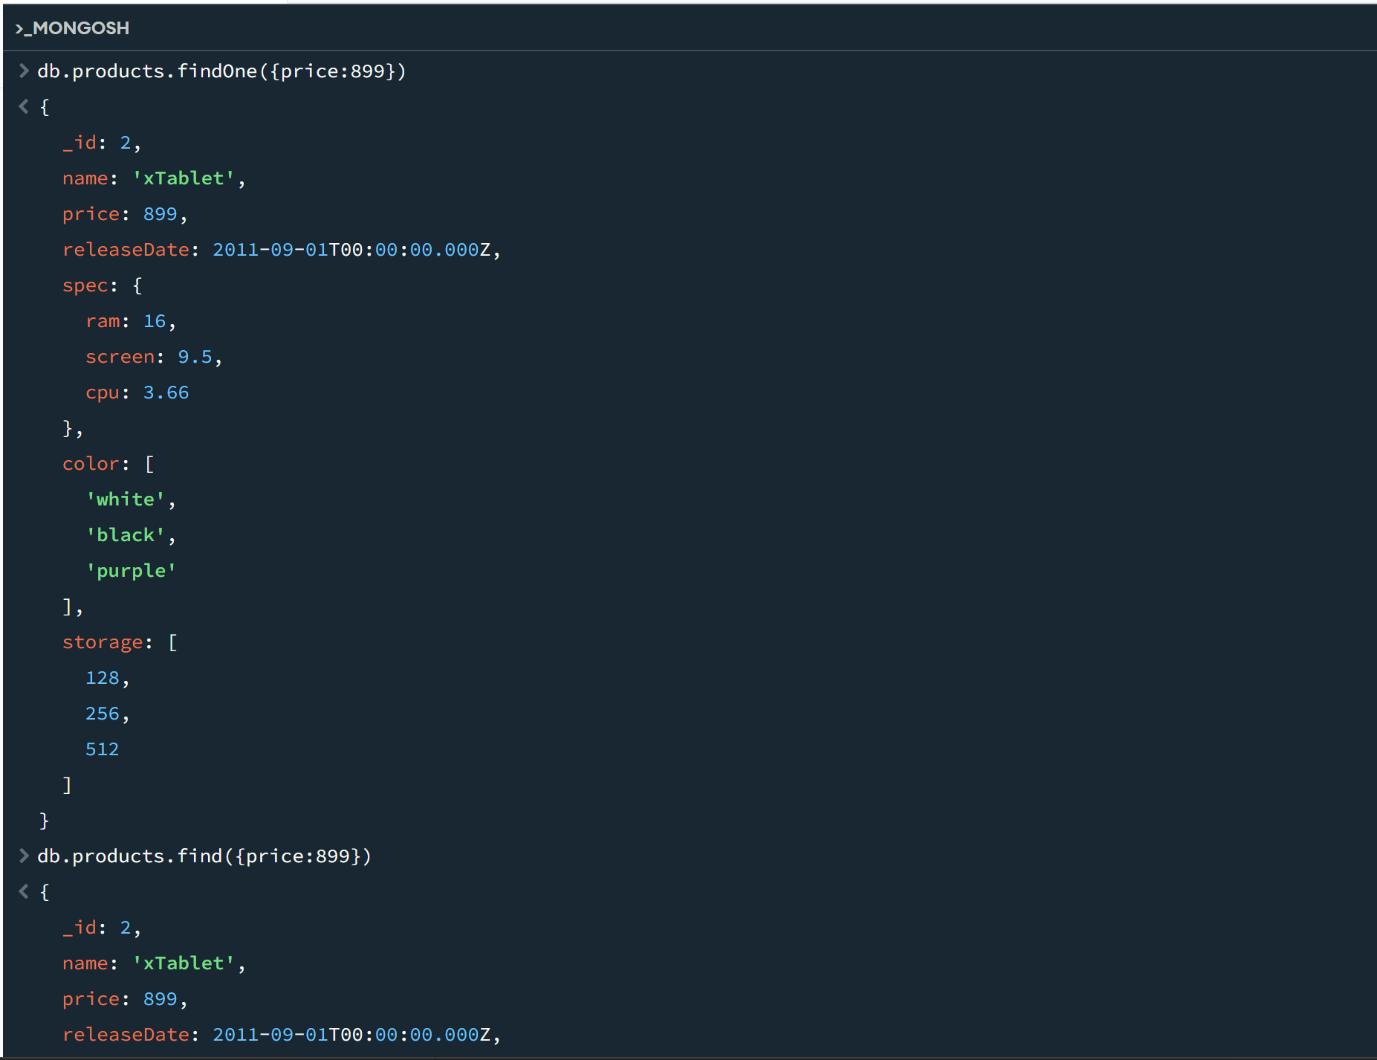 >_MONGOSH
> db.products.findOne({price:899})
< {
_id: 2,
name: 'xTablet',
price: 899,
releaseDate: 2011-09-01T00:00:00.000Z,
spec: {
ram: 16,
screen: 9.5,
cpu: 3.66
},
color: [
'white',
'black',
'purple'
],
storage: [
128,
256,
512
]
}
> db.products.find({price:899})
< {
_id: 2,
name: 'xTablet',
price: 899,
releaseDate: 2011-09-01T00:00:00.000Z,